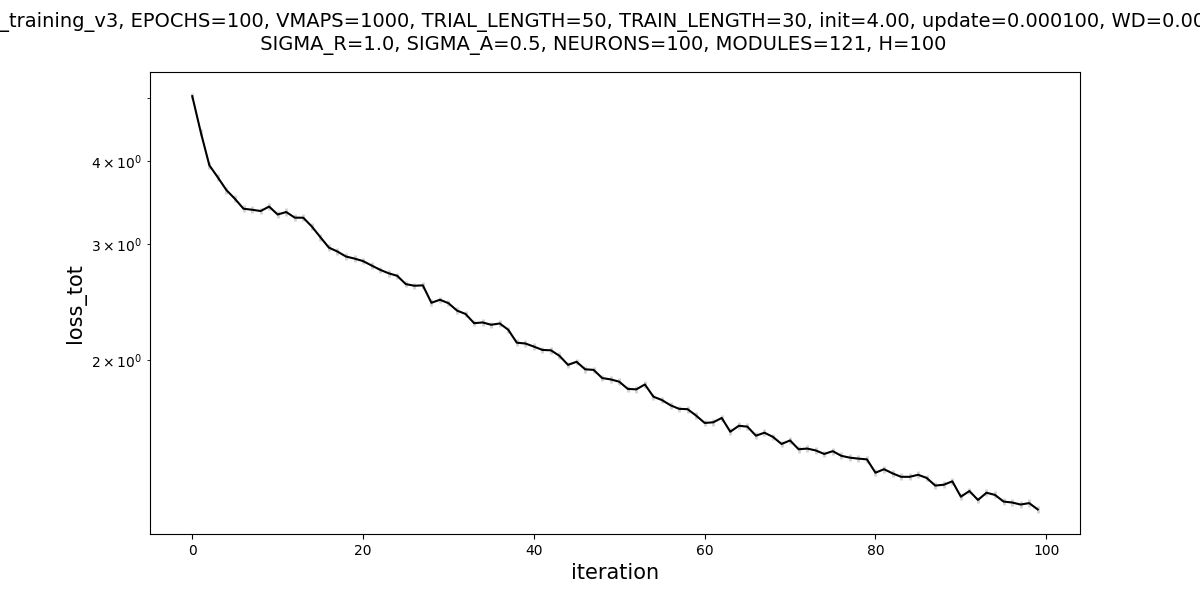 _training_v3, EPOCHS=100, VMAPS=1000, TRIAL_LENGTH=50, TRAIN_LENGTH=30, init=4.00, update=0.000100, WD=0.00
SIGMA_R=1.0, SIGMA_A=0.5, NEURONS=100, MODULES=121, H=100
4 × 10⁰
3 × 10⁰
2 × 10⁰
loss_tot
0 20 40 60 80 100
iteration